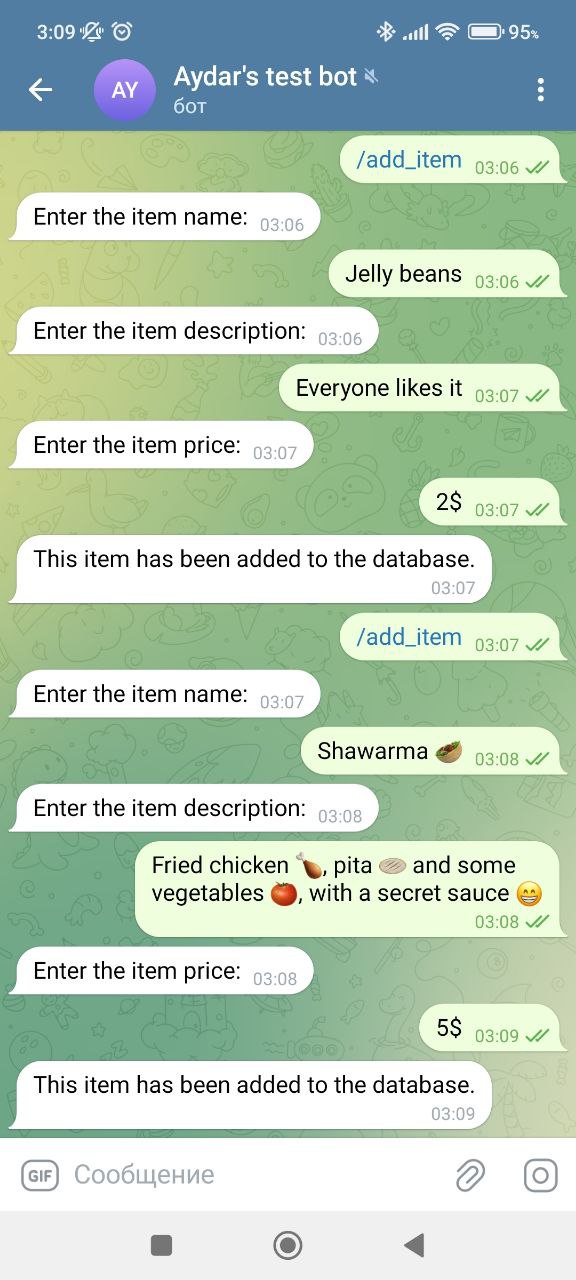 3:09 95%
AY Aydar's test bot
бот
/add_item 03:06
Enter the item name: 03:06
Jelly beans 03:06
Enter the item description: 03:06
Everyone likes it 03:07
Enter the item price: 03:07
2$ 03:07
This item has been added to the database.
03:07
/add_item 03:07
Enter the item name: 03:07
Shawarma 🥙 03:08
Enter the item description: 03:08
Fried chicken 🍗, pita 🫓 and some
vegetables 🍅, with a secret sauce 😁
03:08
Enter the item price: 03:08
5$ 03:09
This item has been added to the database.
03:09
GIF Сообщение